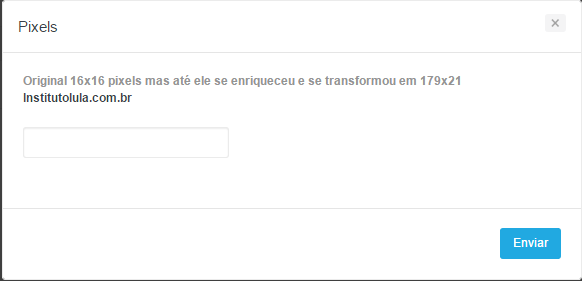 Pixels
×
Original 16x16 pixels mas até ele se enriqueceu e se transformou em 179x21
Institutolula.com.br
Enviar